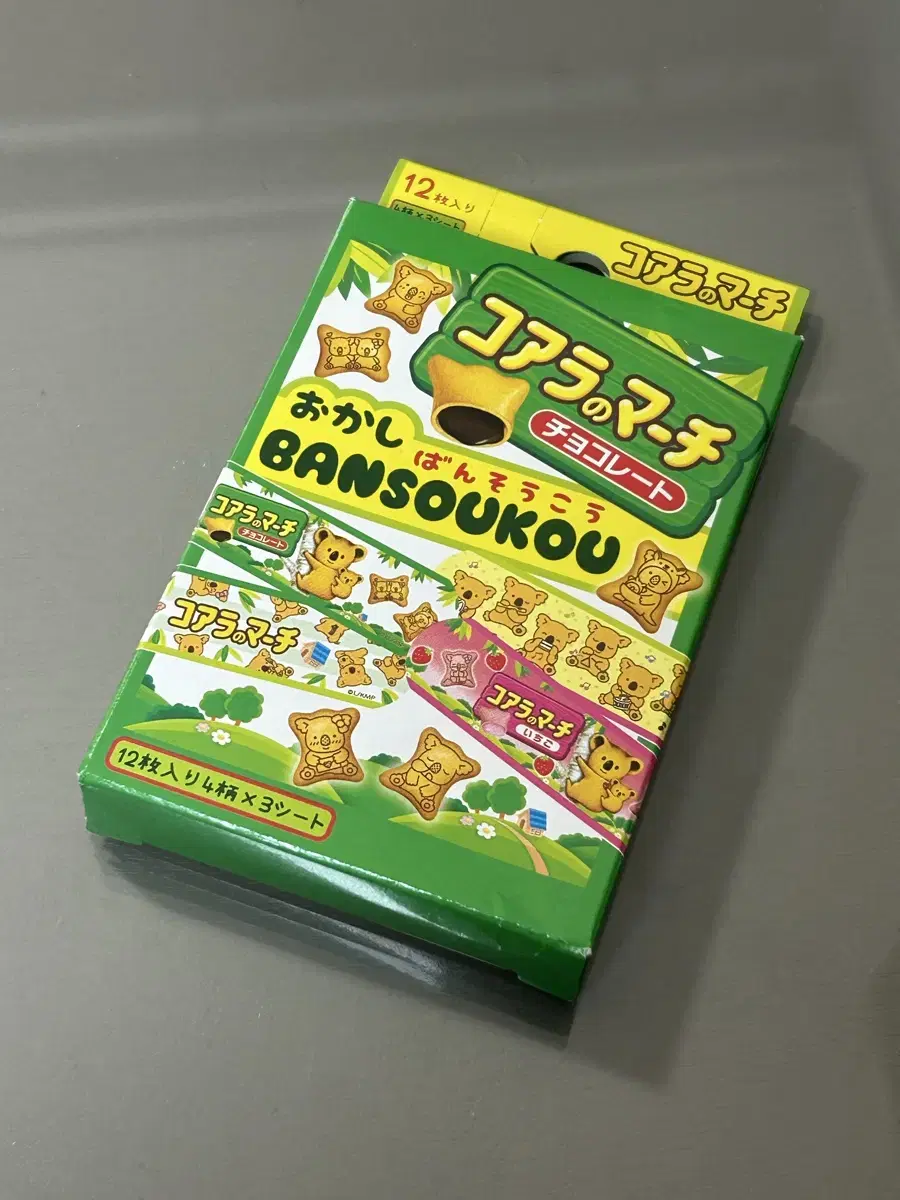 12枚入り
4柄×3シート
コアラのマーチ
コアラのマーチ
チョコレート
おかし
ばんそうこう
BANSOUKOU
コアラのマーチ
チョコレート
コアラのマーチ
©L/KMP
コアラのマーチ
いちご
12枚入り4柄×3シート